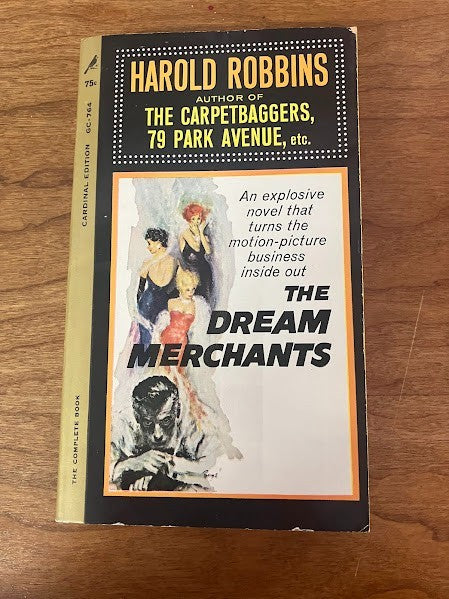 75¢
CARDINAL EDITION GC-764
THE COMPLETE BOOK
HAROLD ROBBINS
AUTHOR OF
THE CARPETBAGGERS,
79 PARK AVENUE, etc.
An explosive
novel that
turns the
motion-picture
business
inside out
THE
DREAM
MERCHANTS